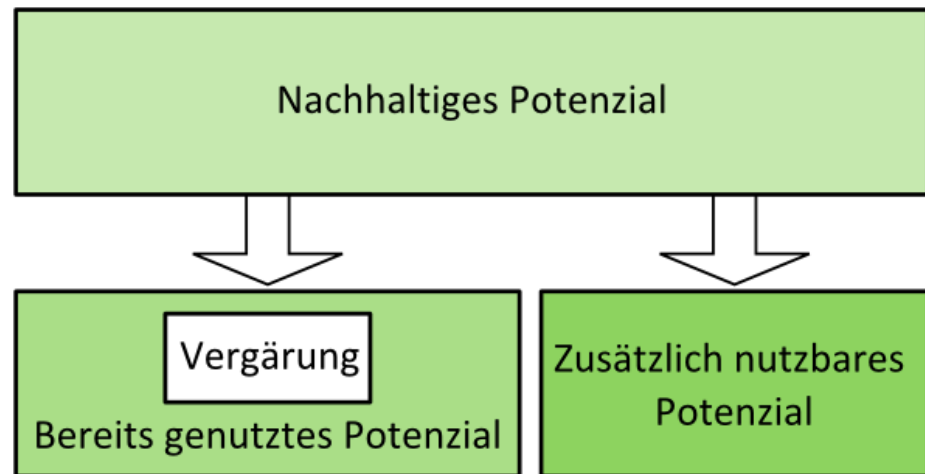 Nachhaltiges Potenzial
Vergärung
Bereits genutztes Potenzial
Zusätzlich nutzbares
Potenzial